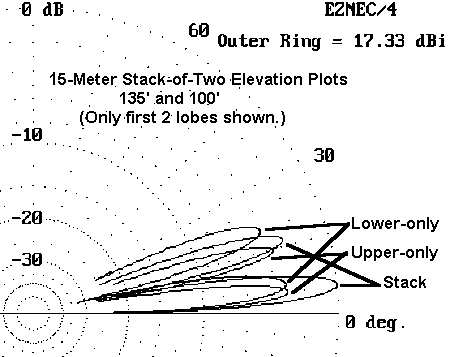 0 dB
EZNEC/4
60
Outer Ring = 17.33 dBi
15-Meter Stack-of-Two Elevation Plots
135' and 100'
(Only first 2 lobes shown.)
-10
30
-20
Lower-only
-30
Upper-only
Stack
0 deg.